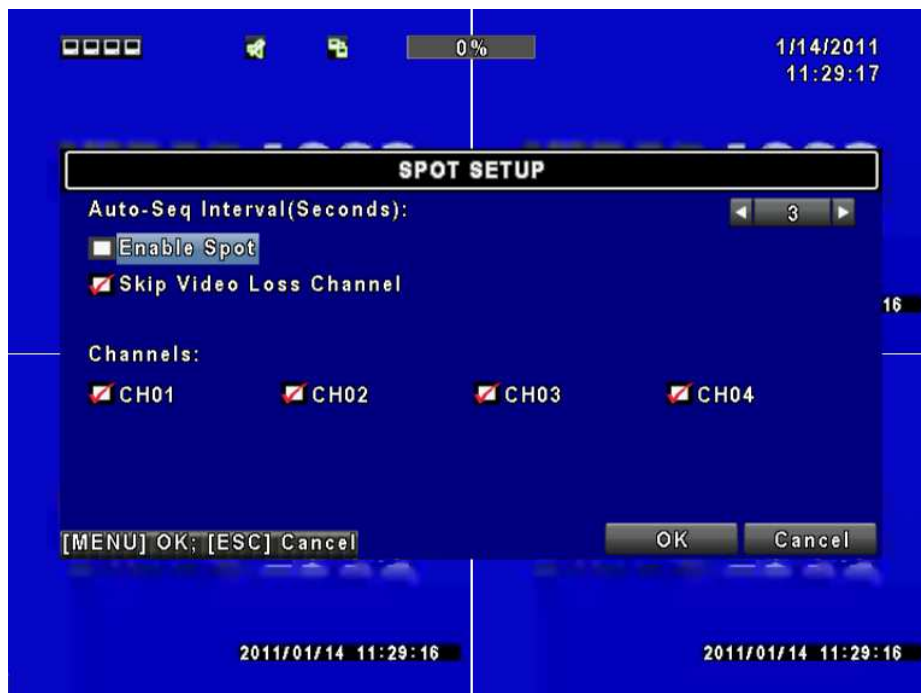 0%
1/14/2011
11:29:17
SPOT SETUP
Auto-Seq Interval(Seconds):
3
Enable Spot
Skip Video Loss Channel
16
Channels:
CH01 CH02 CH03 CH04
[MENU] OK; [ESC] Cancel
OK Cancel
2011/01/14 11:29:16
2011/01/14 11:29:16